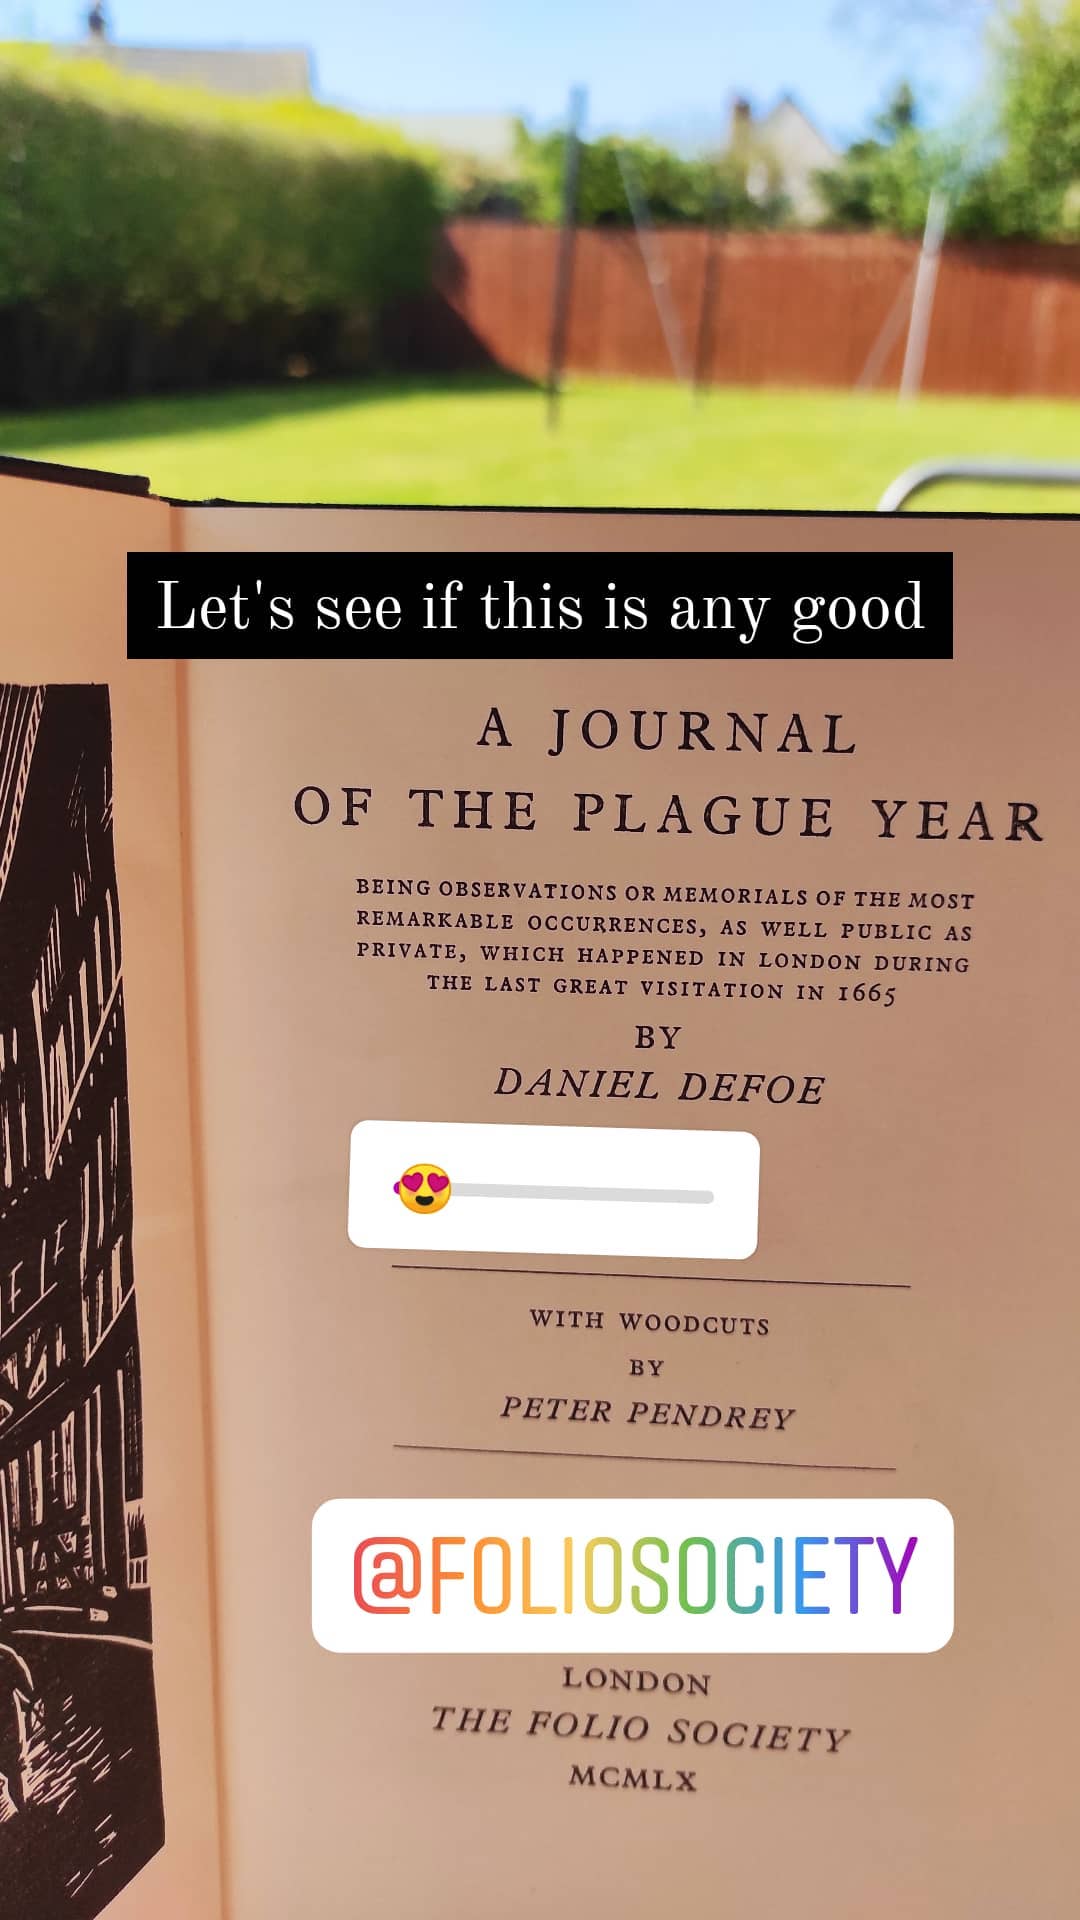 Let's see if this is any good
A JOURNAL
OF THE PLAGUE YEAR
BEING OBSERVATIONS OR MEMORIALS OF THE MOST
REMARKABLE OCCURRENCES, AS WELL PUBLIC AS
PRIVATE, WHICH HAPPENED IN LONDON DURING
THE LAST GREAT VISITATION IN 1665
BY
DANIEL DEFOE
WITH WOODCUTS
BY
PETER PENDREY
@FOLIOSOCIETY
LONDON
THE FOLIO SOCIETY
MCMLX